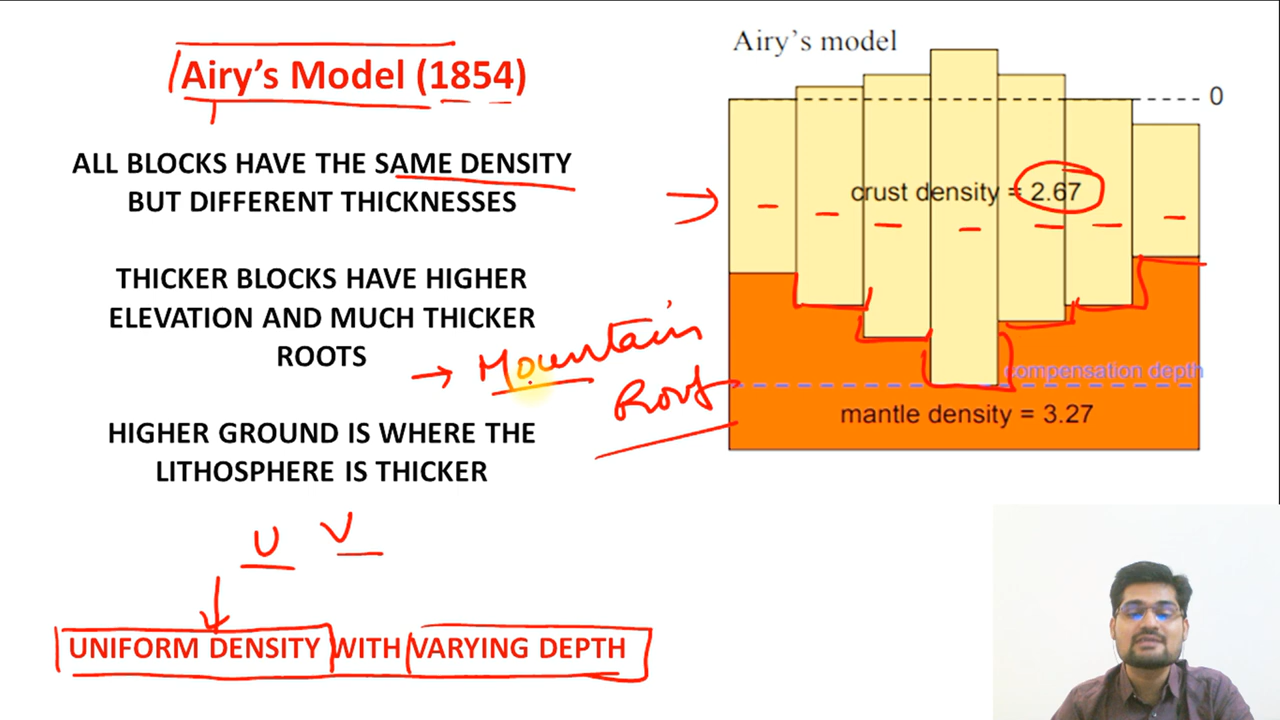 Airy's Model (1854)
ALL BLOCKS HAVE THE SAME DENSITY
BUT DIFFERENT THICKNESSES
THICKER BLOCKS HAVE HIGHER
ELEVATION AND MUCH THICKER
ROOTS
→ Mountain
Root
HIGHER GROUND IS WHERE THE
LITHOSPHERE IS THICKER
U V
UNIFORM DENSITY WITH VARYING DEPTH
Airy's model
0
crust density = 2.67
compensation depth
mantle density = 3.27